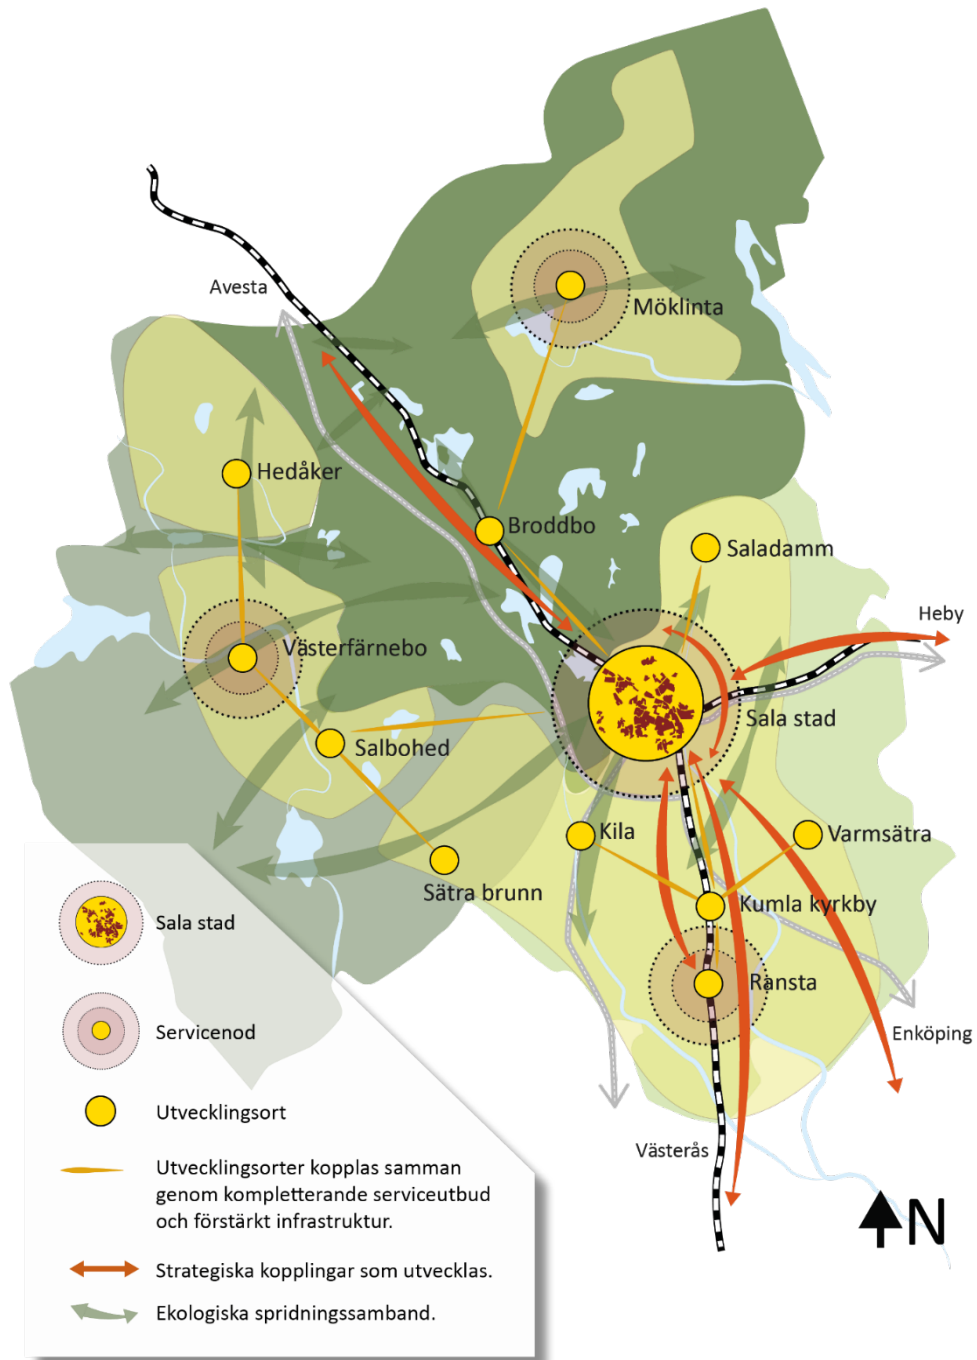 Avesta
Möklinta
Hedåker
Broddbo
Saladamm
Heby
Västerfärnebo
Sala stad
Salbohed
Kila
Varmsätra
Sätra brunn
Kumla kyrkby
Ransta
Enköping
Västerås
N
Sala stad
Servicenod
Utvecklingsort
Utvecklingsorter kopplas samman
genom kompletterande serviceutbud
och förstärkt infrastruktur.
Strategiska kopplingar som utvecklas.
Ekologiska spridningssamband.